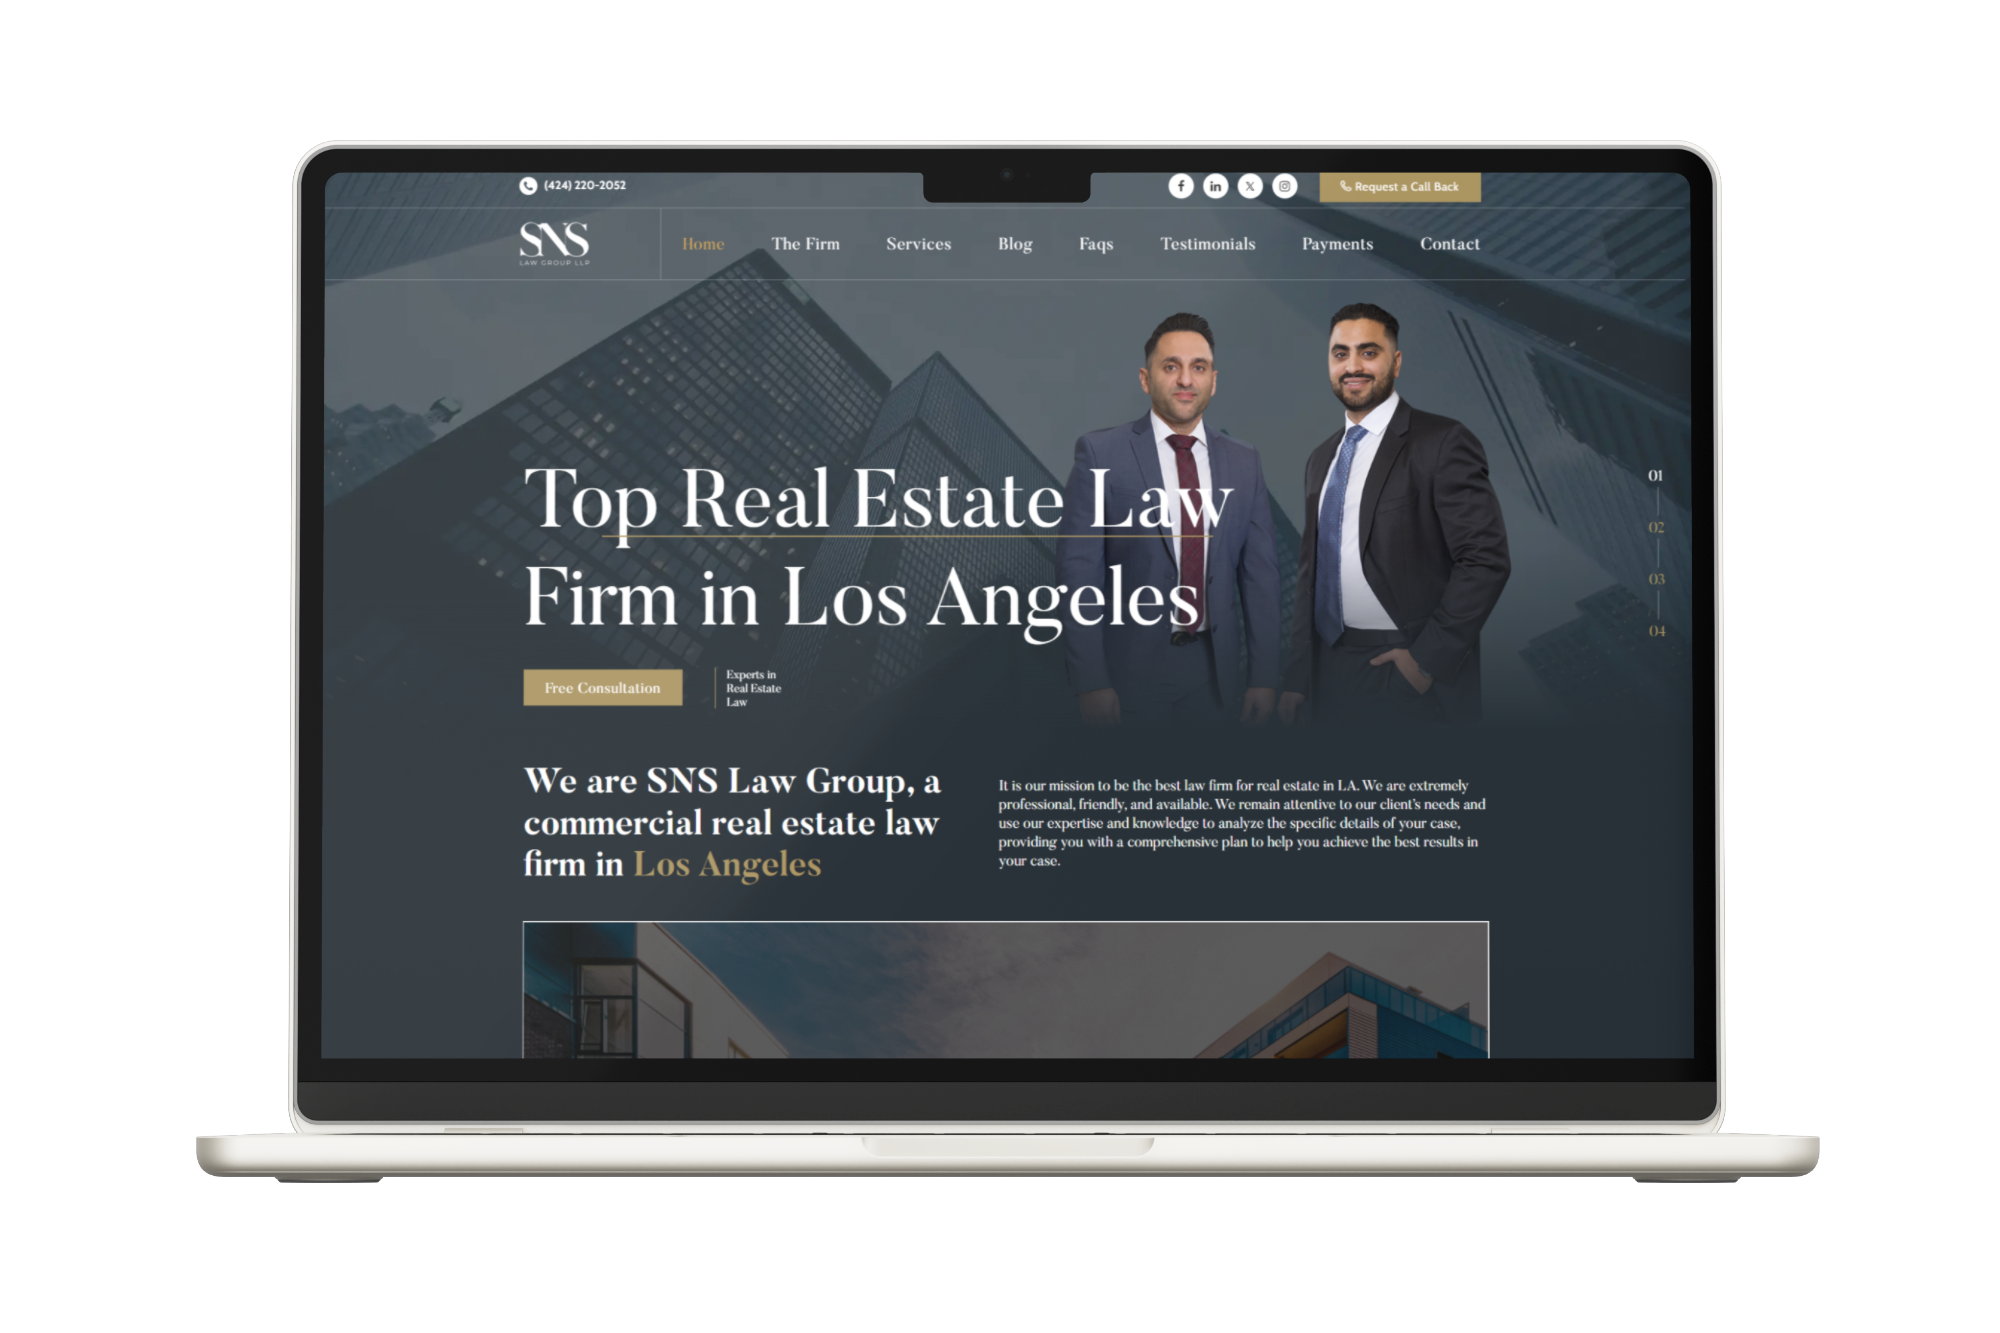 (424) 220-2052
f in X
Request a Call Back
SNS
LAW GROUP LLP
Home The Firm Services Blog Faqs Testimonials Payments Contact
Top Real Estate Law
Firm in Los Angeles
01
02
03
04
Free Consultation
Experts in
Real Estate
Law
We are SNS Law Group, a
commercial real estate law
firm in Los Angeles
It is our mission to be the best law firm for real estate in LA. We are extremely
professional, friendly, and available. We remain attentive to our client's needs and
use our expertise and knowledge to analyze the specific details of your case,
providing you with a comprehensive plan to help you achieve the best results in
your case.